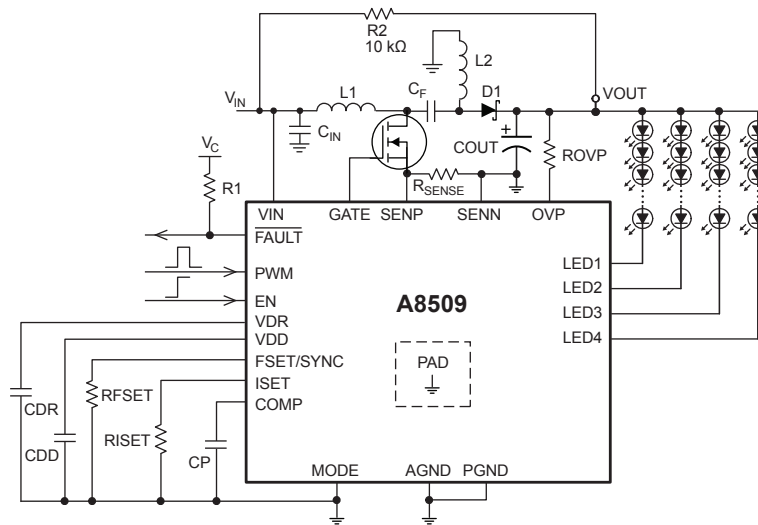 R2
10 kΩ
L2
VIN
L1
CF
D1
VOUT
CIN
COUT
+
ROVP
VC
R1
RSENSE
VIN
GATE
SENP
SENN
OVP
FAULT
PWM
EN
VDR
VDD
FSET/SYNC
ISET
COMP
A8509
PAD
LED1
LED2
LED3
LED4
CDR
CDD
RFSET
RISET
CP
MODE
AGND
PGND